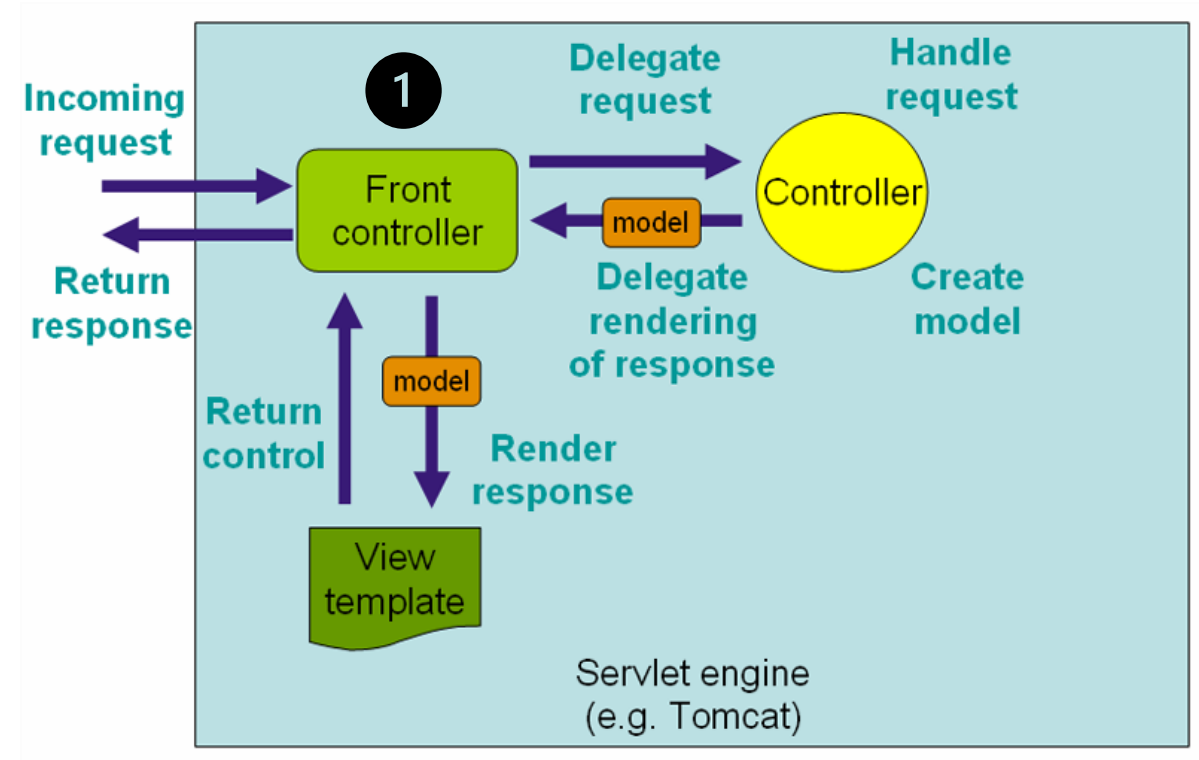 Incoming
request
1
Delegate
request
Handle
request
Front
controller
model
Controller
Return
response
Delegate
rendering
of response
Create
model
model
Return
control
Render
response
View
template
Servlet engine
(e.g. Tomcat)